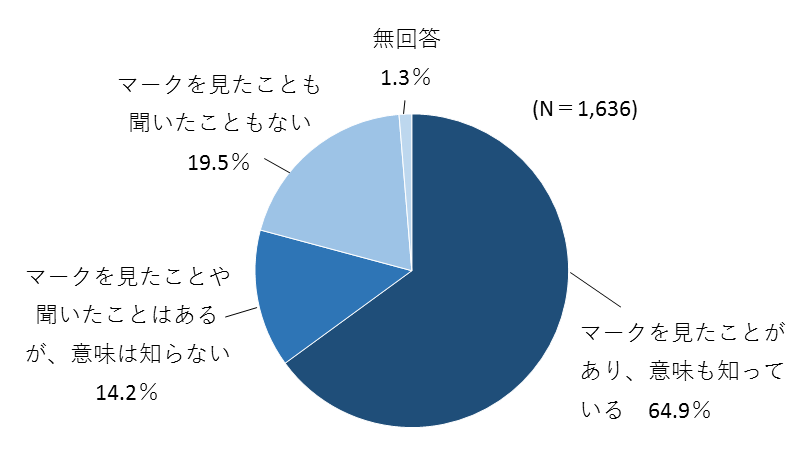 無回答
1.3％
(N＝1,636)
マークを見たことも
聞いたこともない
19.5％
マークを見たことや
聞いたことはある
が、意味は知らない
14.2％
マークを見たことが
あり、意味も知って
いる　64.9％